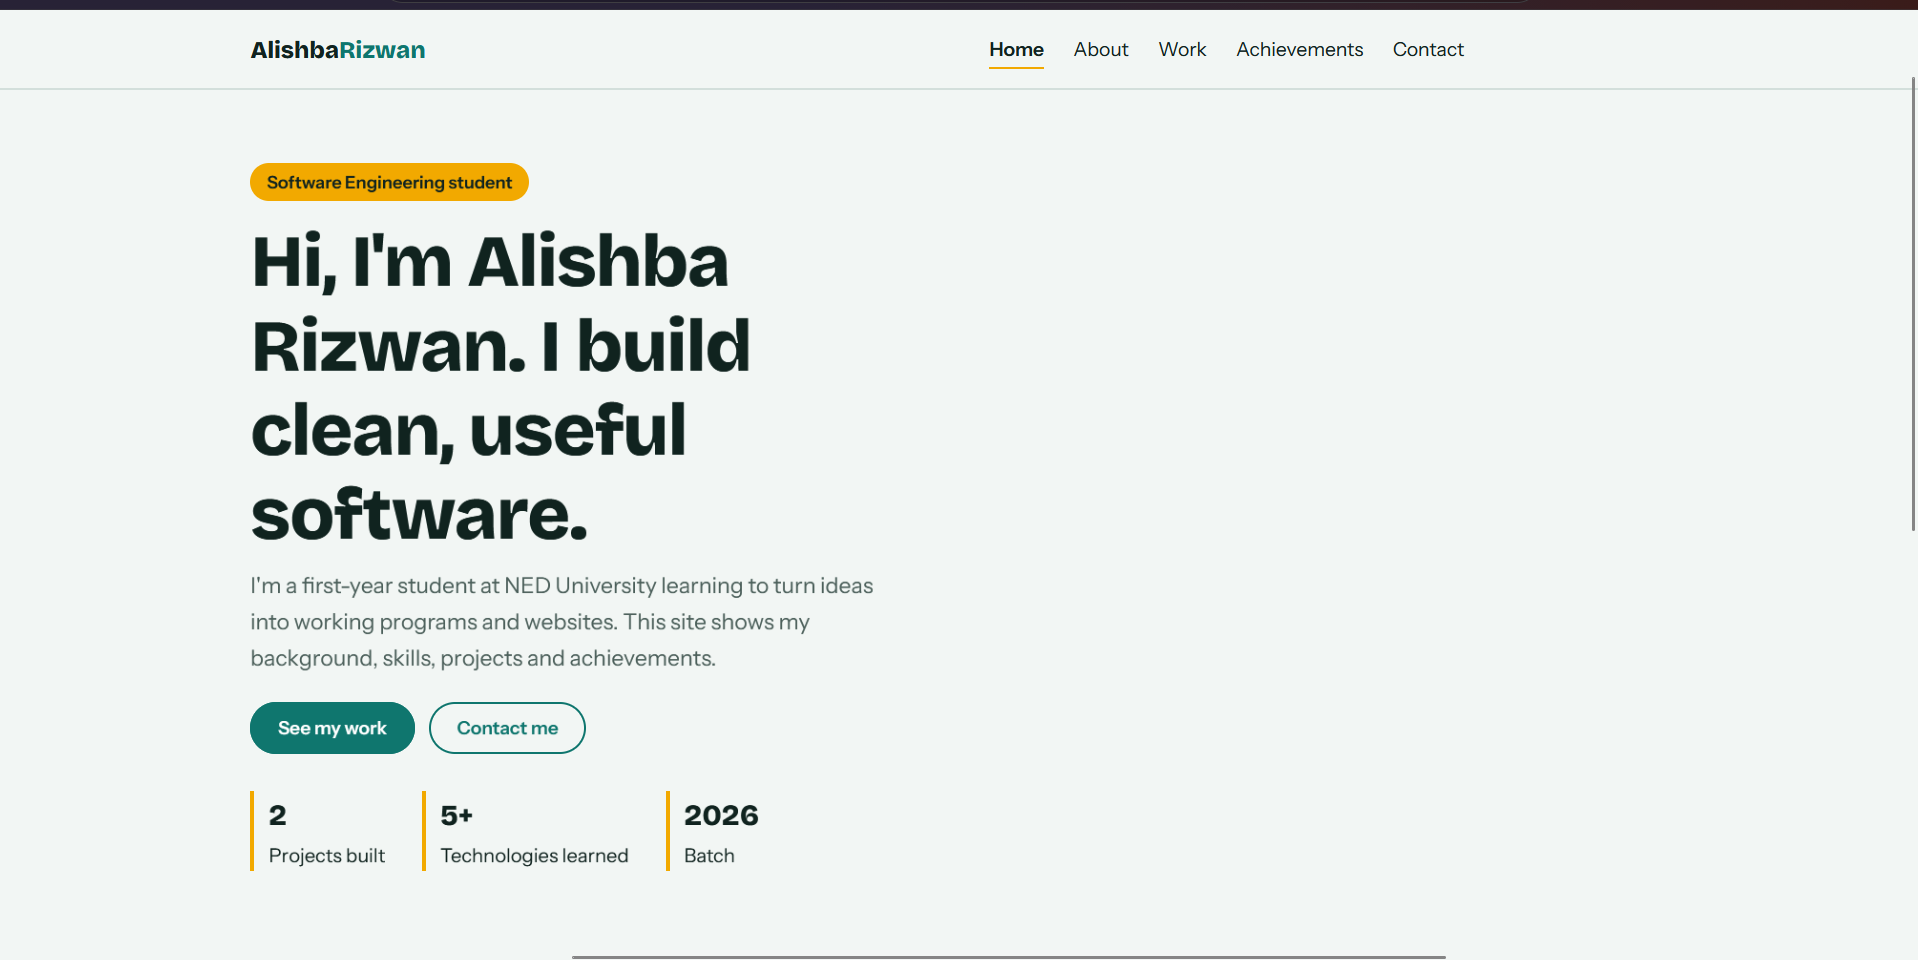 AlishbaRizwan
Home About Work Achievements Contact
Software Engineering student
Hi, I'm Alishba
Rizwan. I build
clean, useful
software.
I'm a first-year student at NED University learning to turn ideas
into working programs and websites. This site shows my
background, skills, projects and achievements.
See my work Contact me
2 5+ 2026
Projects built Technologies learned Batch